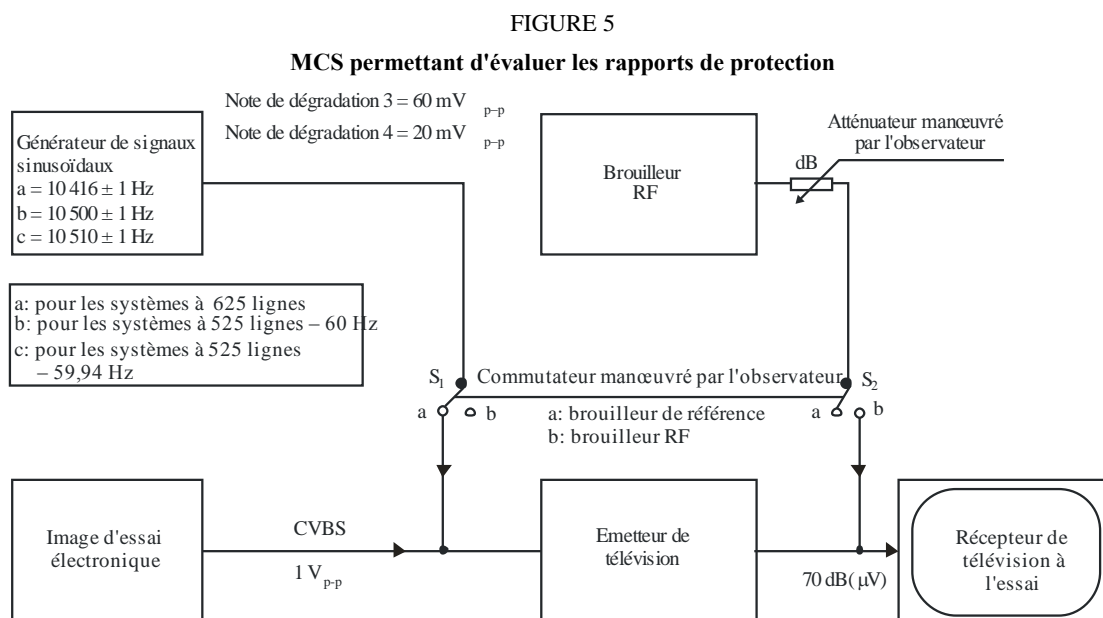 FIGURE 5
MCS permettant d'évaluer les rapports de protection
Note de dégradation 3 = 60 mV p–p
Note de dégradation 4 = 20 mV p–p
Générateur de signaux
sinusoïdaux
a = 10 416 ± 1 Hz
b = 10 500 ± 1 Hz
c = 10 510 ± 1 Hz
Brouilleur
RF
dB
Atténuateur manœuvré
par l'observateur
a: pour les systèmes à 625 lignes
b: pour les systèmes à 525 lignes – 60 Hz
c: pour les systèmes à 525 lignes
– 59,94 Hz
S1
Commutateur manœuvré par l'observateur
S2
a
b
a: brouilleur de référence
b: brouilleur RF
a
b
Image d'essai
électronique
CVBS
1 Vp-p
Emetteur de
télévision
70 dB(µV)
Récepteur de
télévision à
l'essai